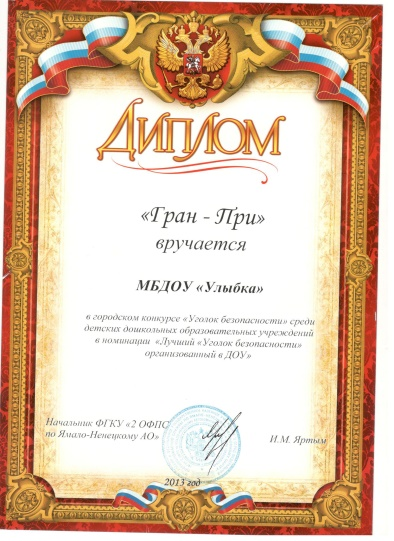 ДИПЛОМ
«Гран - При»
вручается
МБДОУ «Улыбка»
в городском конкурсе «Уголок безопасности» среди
детских дошкольных образовательных учреждений
в номинации «Лучший «Уголок безопасности»
организованный в ДОУ»
Начальник ФГКУ «2 ОФПС
по Ямало-Ненецкому АО»
И.М. Яртым
2013 год